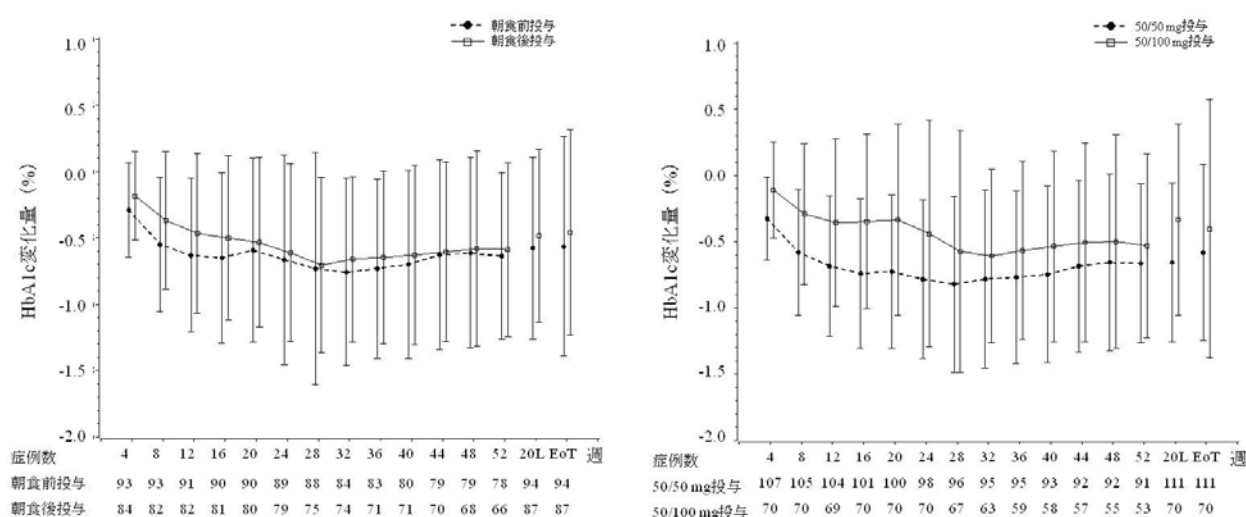 朝食前投与
朝食後投与
HbA1c変化量 (%)
1.0
0.5
0.0
-0.5
-1.0
-1.5
-2.0
症例数 4 8 12 16 20 24 28 32 36 40 44 48 52 20L EoT 週
朝食前投与 93 93 91 90 90 89 88 84 83 80 79 79 78 94 94
朝食後投与 84 82 82 81 80 79 75 74 71 71 70 68 66 87 87
50/50 mg投与
50/100 mg投与
HbA1c変化量 (%)
1.0
0.5
0.0
-0.5
-1.0
-1.5
-2.0
症例数 4 8 12 16 20 24 28 32 36 40 44 48 52 20L EoT 週
50/50 mg投与 107 105 104 101 100 98 96 95 95 93 92 92 91 111 111
50/100 mg投与 70 70 69 70 70 70 67 63 59 58 57 55 53 70 70